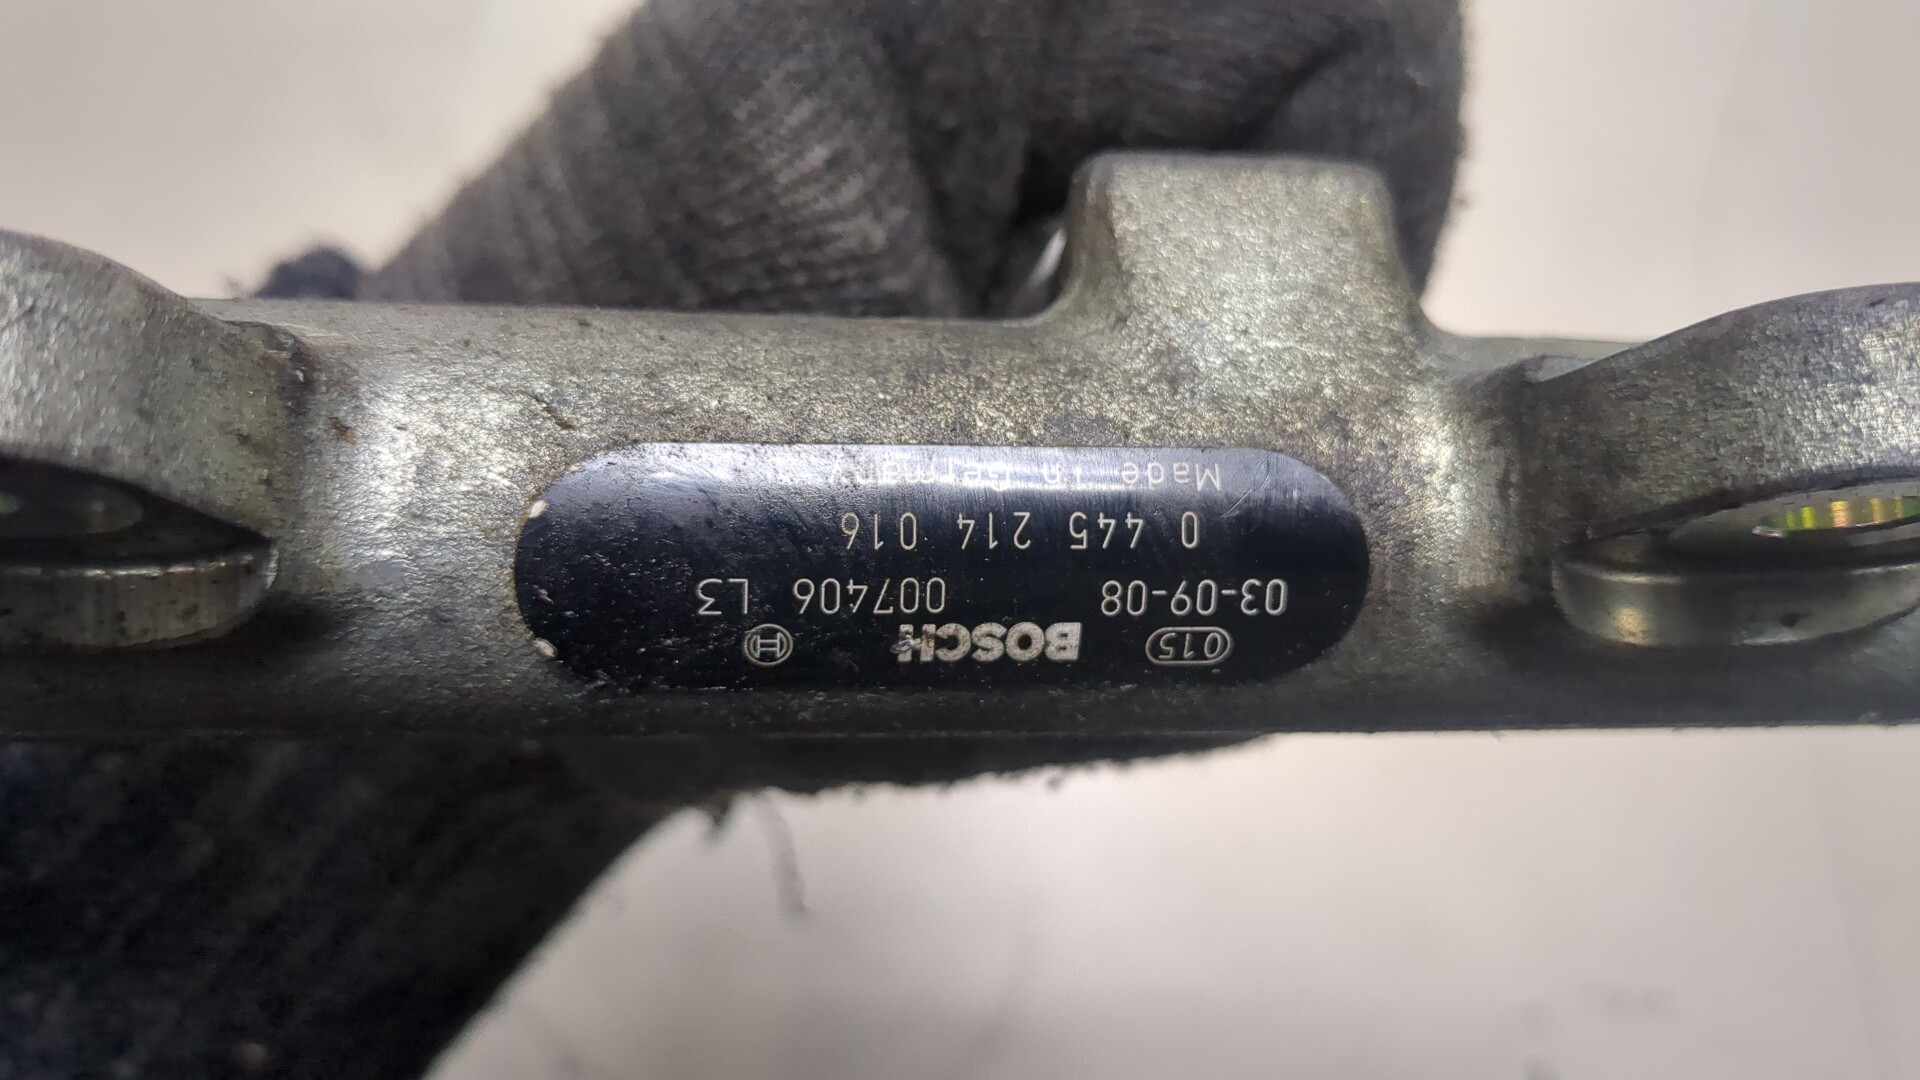 015 BOSCH H
03-09-08 007406 L3
0 445 214 016
Made in Germany